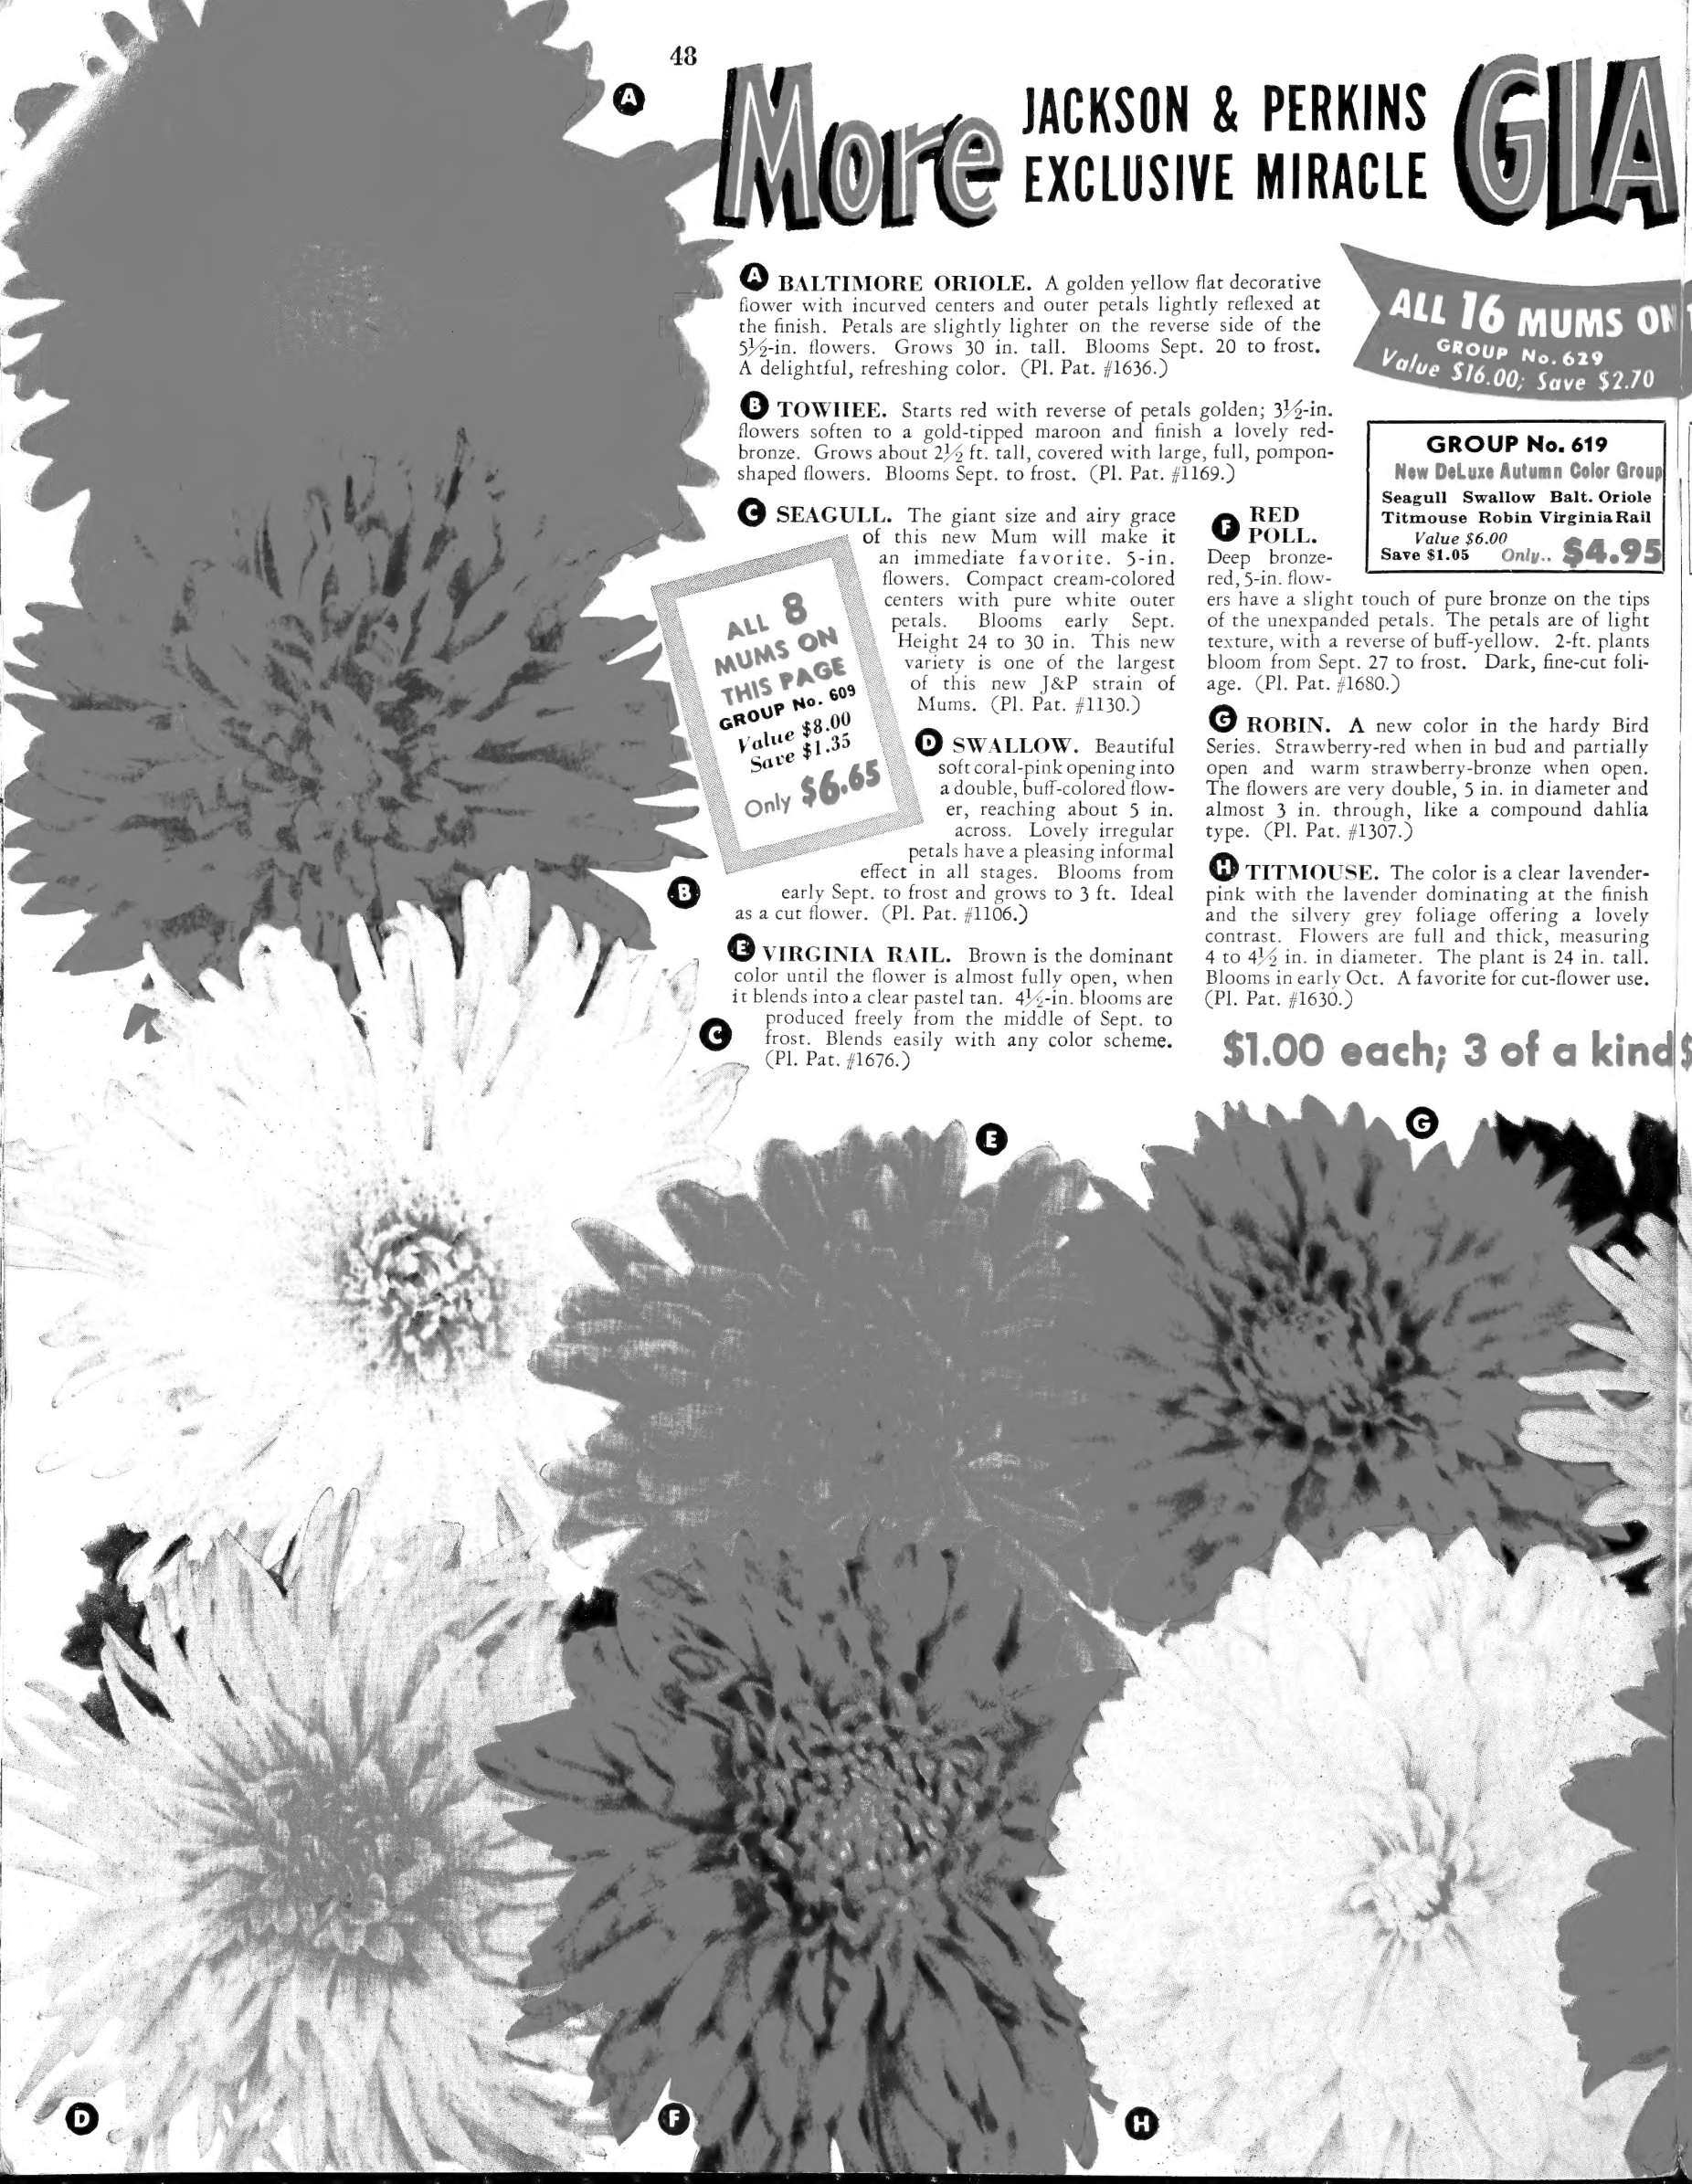 48
More JACKSON & PERKINS
EXCLUSIVE MIRACLE GIA
A BALTIMORE ORIOLE. A golden yellow flat decorative
flower with incurved centers and outer petals lightly reflexed at
the finish. Petals are slightly lighter on the reverse side of the
5½-in. flowers. Grows 30 in. tall. Blooms Sept. 20 to frost.
A delightful, refreshing color. (Pl. Pat. #1636.)
B TOWHEE. Starts red with reverse of petals golden; 3½-in.
flowers soften to a gold-tipped maroon and finish a lovely red-
bronze. Grows about 2½ ft. tall, covered with large, full, pompon-
shaped flowers. Blooms Sept. to frost. (Pl. Pat. #1169.)
C SEAGULL. The giant size and airy grace
of this new Mum will make it
an immediate favorite. 5-in.
flowers. Compact cream-colored
centers with pure white outer
petals. Blooms early Sept.
Height 24 to 30 in. This new
variety is one of the largest
of this new J&P strain of
Mums. (Pl. Pat. #1130.)
ALL 8
MUMS ON
THIS PAGE
GROUP No. 609
Value $8.00
Save $1.35
Only $6.65
D SWALLOW. Beautiful
soft coral-pink opening into
a double, buff-colored flow-
er, reaching about 5 in.
across. Lovely irregular
petals have a pleasing informal
effect in all stages. Blooms from
early Sept. to frost and grows to 3 ft. Ideal
as a cut flower. (Pl. Pat. #1106.)
E VIRGINIA RAIL. Brown is the dominant
color until the flower is almost fully open, when
it blends into a clear pastel tan. 4½-in. blooms are
produced freely from the middle of Sept. to
frost. Blends easily with any color scheme.
(Pl. Pat. #1676.)
ALL 16 MUMS ON
GROUP No. 629
Value $16.00; Save $2.70
GROUP No. 619
New DeLuxe Autumn Color Group
Seagull Swallow Balt. Oriole
Titmouse Robin Virginia Rail
Value $6.00
Save $1.05 Only.. $4.95
F RED
POLL.
Deep bronze-
red, 5-in. flow-
ers have a slight touch of pure bronze on the tips
of the unexpanded petals. The petals are of light
texture, with a reverse of buff-yellow. 2-ft. plants
bloom from Sept. 27 to frost. Dark, fine-cut foli-
age. (Pl. Pat. #1680.)
G ROBIN. A new color in the hardy Bird
Series. Strawberry-red when in bud and partially
open and warm strawberry-bronze when open.
The flowers are very double, 5 in. in diameter and
almost 3 in. through, like a compound dahlia
type. (Pl. Pat. #1307.)
H TITMOUSE. The color is a clear lavender-
pink with the lavender dominating at the finish
and the silvery grey foliage offering a lovely
contrast. Flowers are full and thick, measuring
4 to 4½ in. in diameter. The plant is 24 in. tall.
Blooms in early Oct. A favorite for cut-flower use.
(Pl. Pat. #1630.)
$1.00 each; 3 of a kind $
A
B
C
E
G
D
F
H